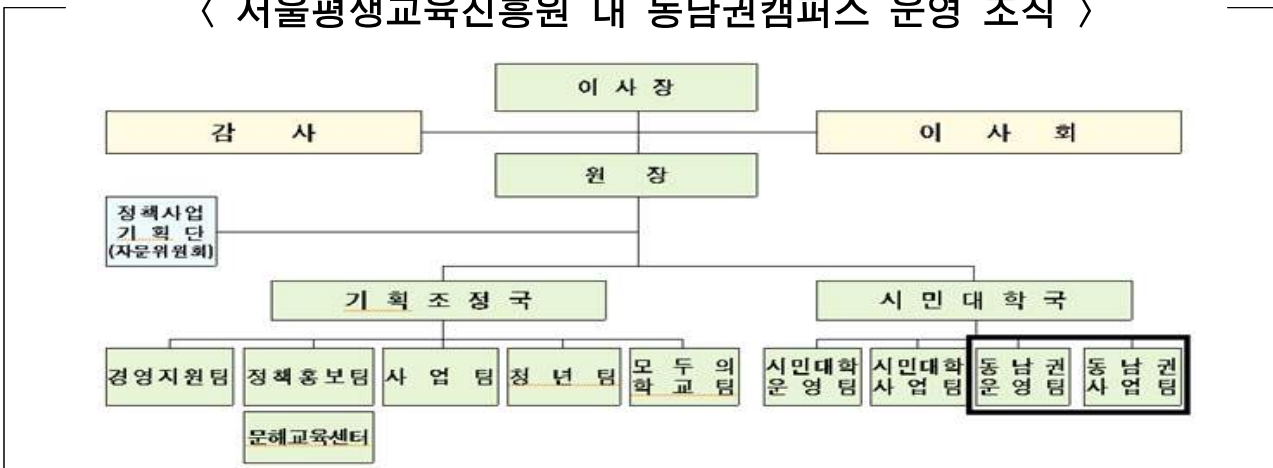 〈 서울평생교육진흥원 내 동남권캠퍼스 운영 조직 〉
이 사 장
감 사
이 사 회
원 장
정책사업
기 획 단
(자문위원회)
기 획 조 정 국
시 민 대 학 국
경영지원팀
정책홍보팀
사 업 팀
청 년 팀
모 두 의
학 교 팀
시민대학
운 영 팀
시민대학
사 업 팀
동 남 권
운 영 팀
동 남 권
사 업 팀
문해교육센터